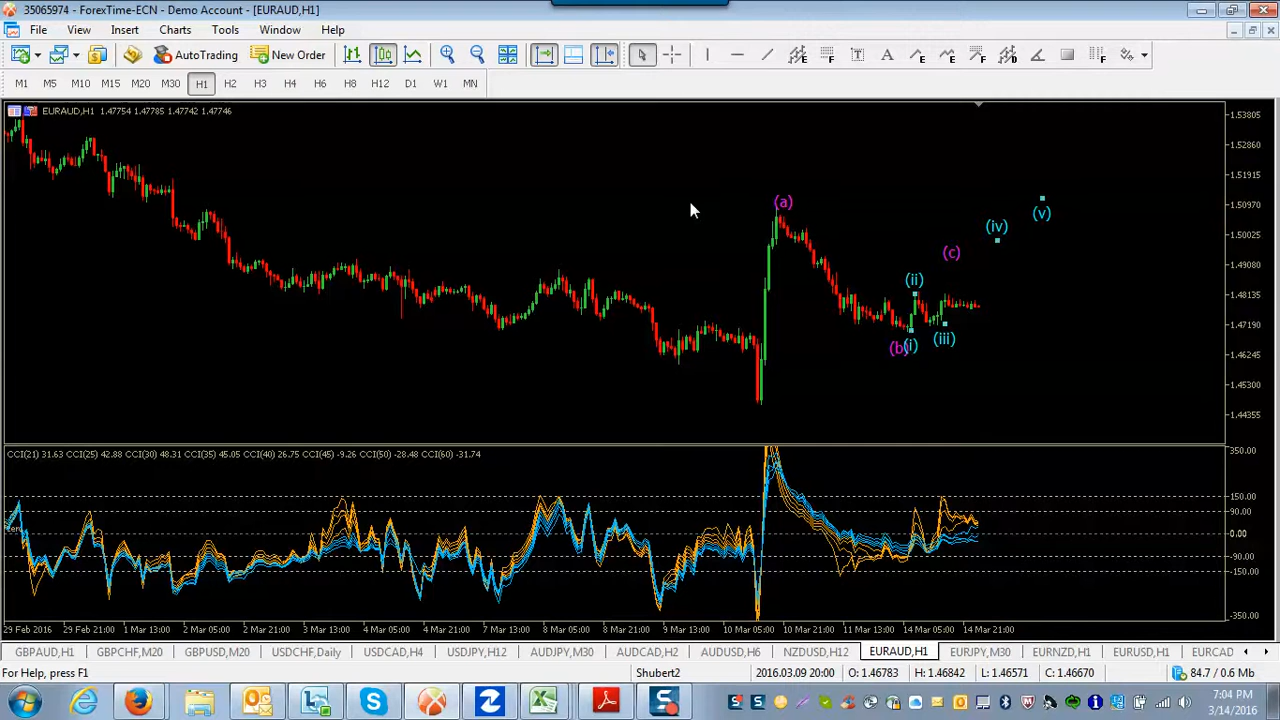 35065974 - ForexTime-ECN - Demo Account - [EURAUD,H1]
File View Insert Charts Tools Window Help
AutoTrading New Order
M1 M5 M10 M15 M20 M30 H1 H2 H3 H4 H6 H8 H12 D1 W1 MN
EURAUD,H1 1.47754 1.47785 1.47742 1.47746
1.53805
1.52860
1.51915
1.50970
1.50025
1.49080
1.48135
1.47190
1.46245
1.45300
1.44355
(a)
(b)
(i)
(ii)
(iii)
(c)
(iv)
(v)
CCI(21) 31.63 CCI(25) 42.88 CCI(30) 48.31 CCI(35) 45.05 CCI(40) 26.75 CCI(45) -9.26 CCI(50) -28.48 CCI(60) -31.74
350.00
150.00
90.00
0.00
-90.00
-150.00
-350.00
29 Feb 2016 29 Feb 21:00 1 Mar 13:00 2 Mar 05:00 2 Mar 21:00 3 Mar 13:00 4 Mar 05:00 4 Mar 21:00 7 Mar 13:00 8 Mar 05:00 8 Mar 21:00 9 Mar 13:00 10 Mar 05:00 10 Mar 21:00 11 Mar 13:00 14 Mar 05:00 14 Mar 21:00
GBPAUD,H1 GBPCHF,M20 GBPUSD,M20 USDCHF,Daily USDCAD,H4 USDJPY,H12 AUDJPY,M30 AUDCAD,H2 AUDUSD,H6 NZDUSD,H12 EURAUD,H1 EURJPY,M30 EURNZD,H1 EURUSD,H1 EURCAD
For Help, press F1 Shubert2 2016.03.09 20:00 O: 1.46783 H: 1.46842 L: 1.46571 C: 1.46670 84.7 / 0.6 Mb
7:04 PM
3/14/2016